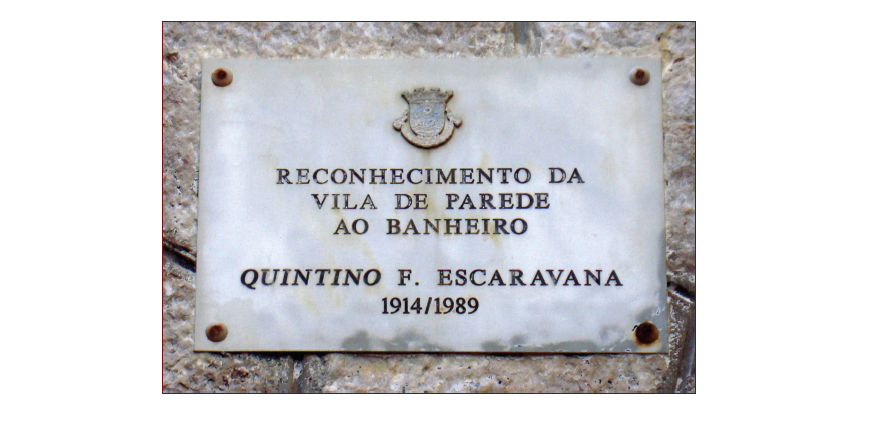 RECONHECIMENTO DA
VILA DE PAREDE
AO BANHEIRO
QUINTINO F. ESCARAVANA
1914/1989